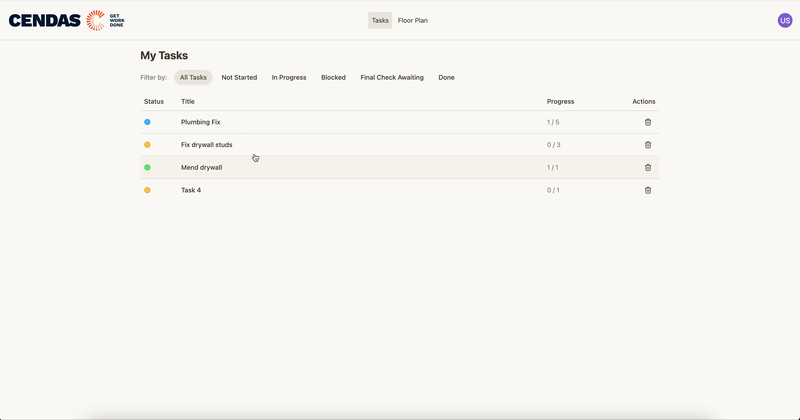 CENDAS GET WORK DONE
Tasks Floor Plan
US
My Tasks
Filter by: All Tasks Not Started In Progress Blocked Final Check Awaiting Done
Status Title Progress Actions
Plumbing Fix 1 / 5
Fix drywall studs 0 / 3
Mend drywall 1 / 1
Task 4 0 / 1